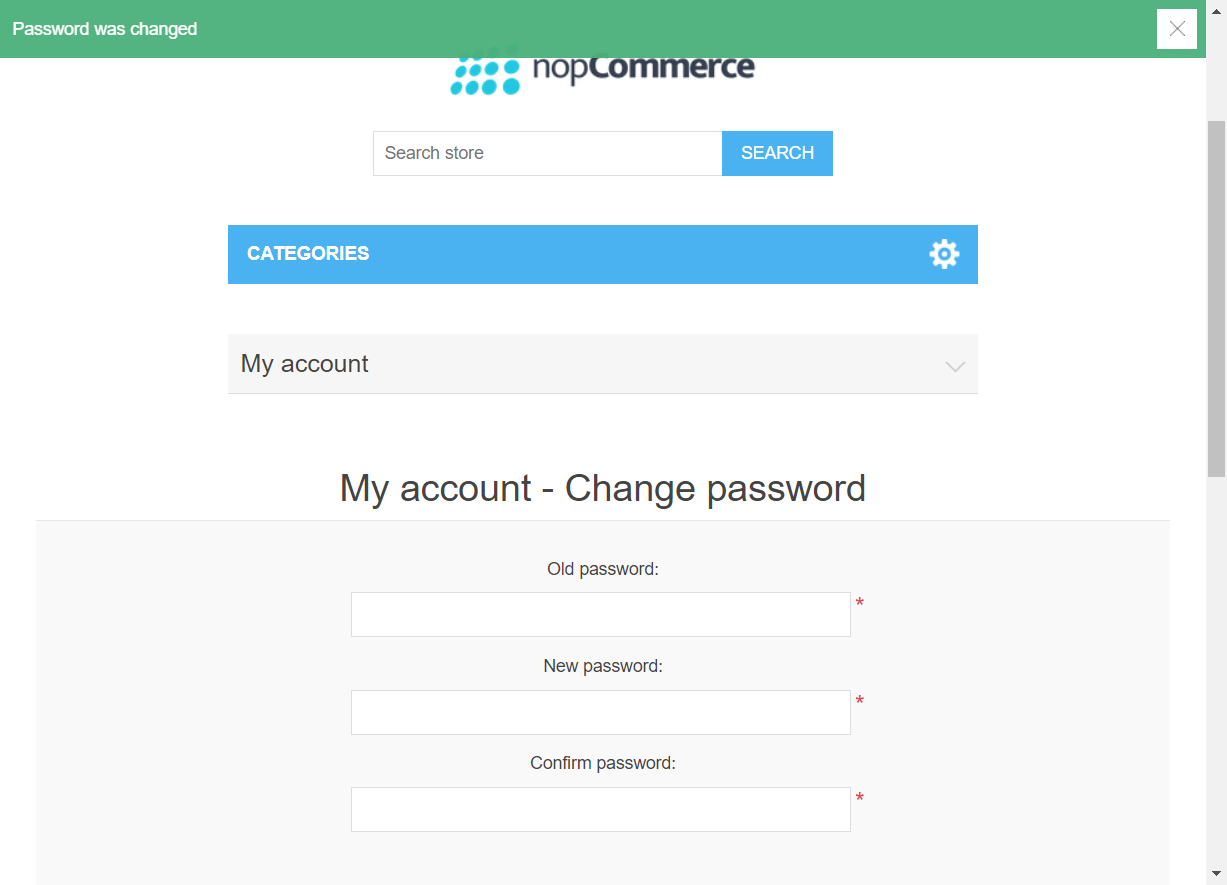 Password was changed
nopCommerce
Search store
SEARCH
CATEGORIES
My account
My account - Change password
Old password:
*
New password:
*
Confirm password:
*